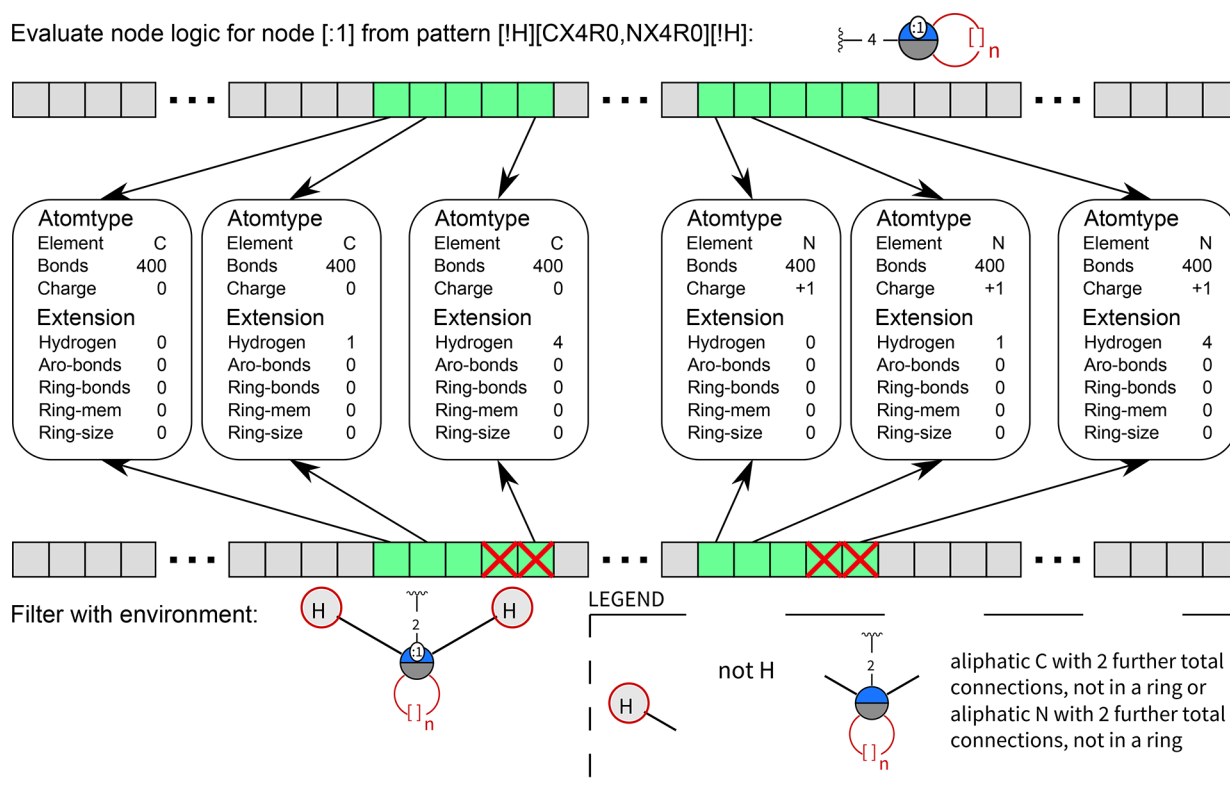 Evaluate node logic for node [:1] from pattern [!H][CX4R0,NX4R0][!H]:
4 :1 [ ] n
Atomtype
Element C
Bonds 400
Charge 0
Extension
Hydrogen 0
Aro-bonds 0
Ring-bonds 0
Ring-mem 0
Ring-size 0
Atomtype
Element C
Bonds 400
Charge 0
Extension
Hydrogen 1
Aro-bonds 0
Ring-bonds 0
Ring-mem 0
Ring-size 0
Atomtype
Element C
Bonds 400
Charge 0
Extension
Hydrogen 4
Aro-bonds 0
Ring-bonds 0
Ring-mem 0
Ring-size 0
Atomtype
Element N
Bonds 400
Charge +1
Extension
Hydrogen 0
Aro-bonds 0
Ring-bonds 0
Ring-mem 0
Ring-size 0
Atomtype
Element N
Bonds 400
Charge +1
Extension
Hydrogen 1
Aro-bonds 0
Ring-bonds 0
Ring-mem 0
Ring-size 0
Atomtype
Element N
Bonds 400
Charge +1
Extension
Hydrogen 4
Aro-bonds 0
Ring-bonds 0
Ring-mem 0
Ring-size 0
Filter with environment:
H H
2
:1
[ ] n
LEGEND
H
not H
2
[ ] n
aliphatic C with 2 further total
connections, not in a ring or
aliphatic N with 2 further total
connections, not in a ring